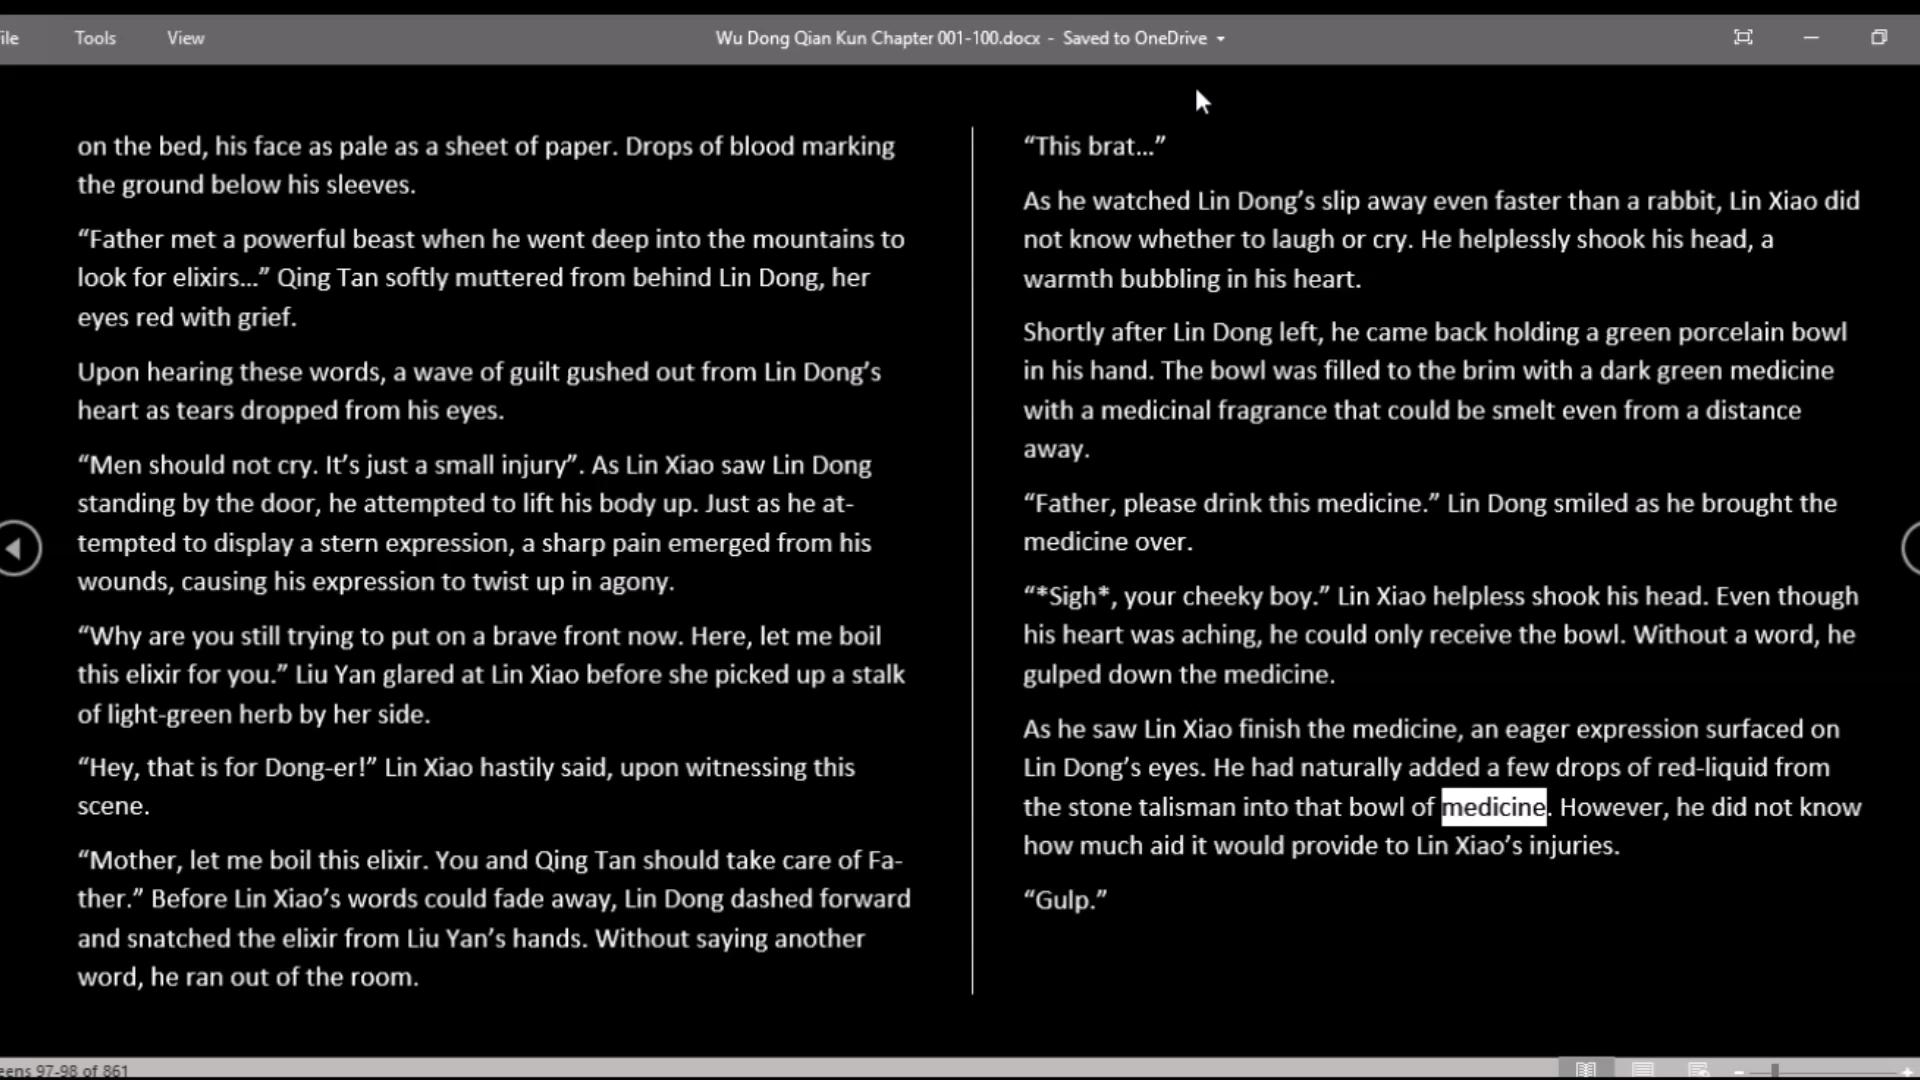 ile Tools View Wu Dong Qian Kun Chapter 001-100.docx - Saved to OneDrive
on the bed, his face as pale as a sheet of paper. Drops of blood marking
the ground below his sleeves.
“Father met a powerful beast when he went deep into the mountains to
look for elixirs...” Qing Tan softly muttered from behind Lin Dong, her
eyes red with grief.
Upon hearing these words, a wave of guilt gushed out from Lin Dong’s
heart as tears dropped from his eyes.
“Men should not cry. It’s just a small injury”. As Lin Xiao saw Lin Dong
standing by the door, he attempted to lift his body up. Just as he at-
tempted to display a stern expression, a sharp pain emerged from his
wounds, causing his expression to twist up in agony.
“Why are you still trying to put on a brave front now. Here, let me boil
this elixir for you.” Liu Yan glared at Lin Xiao before she picked up a stalk
of light-green herb by her side.
“Hey, that is for Dong-er!” Lin Xiao hastily said, upon witnessing this
scene.
“Mother, let me boil this elixir. You and Qing Tan should take care of Fa-
ther.” Before Lin Xiao’s words could fade away, Lin Dong dashed forward
and snatched the elixir from Liu Yan’s hands. Without saying another
word, he ran out of the room.
“This brat...”
As he watched Lin Dong’s slip away even faster than a rabbit, Lin Xiao did
not know whether to laugh or cry. He helplessly shook his head, a
warmth bubbling in his heart.
Shortly after Lin Dong left, he came back holding a green porcelain bowl
in his hand. The bowl was filled to the brim with a dark green medicine
with a medicinal fragrance that could be smelt even from a distance
away.
“Father, please drink this medicine.” Lin Dong smiled as he brought the
medicine over.
“*Sigh*, your cheeky boy.” Lin Xiao helpless shook his head. Even though
his heart was aching, he could only receive the bowl. Without a word, he
gulped down the medicine.
As he saw Lin Xiao finish the medicine, an eager expression surfaced on
Lin Dong’s eyes. He had naturally added a few drops of red-liquid from
the stone talisman into that bowl of medicine. However, he did not know
how much aid it would provide to Lin Xiao’s injuries.
“Gulp.”
eens 97-98 of 861